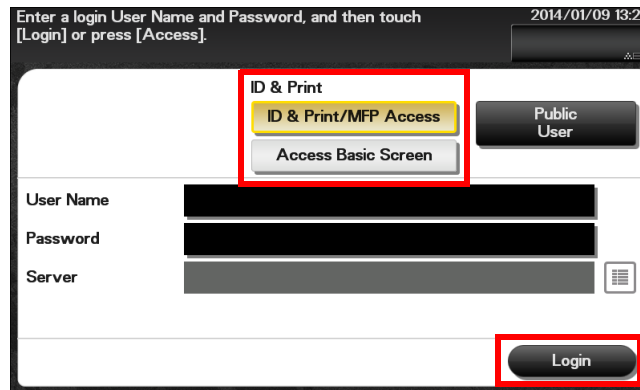 Enter a login User Name and Password, and then touch
[Login] or press [Access].
2014/01/09 13:2
ID & Print
ID & Print/MFP Access
Public
User
Access Basic Screen
User Name
Password
Server
Login